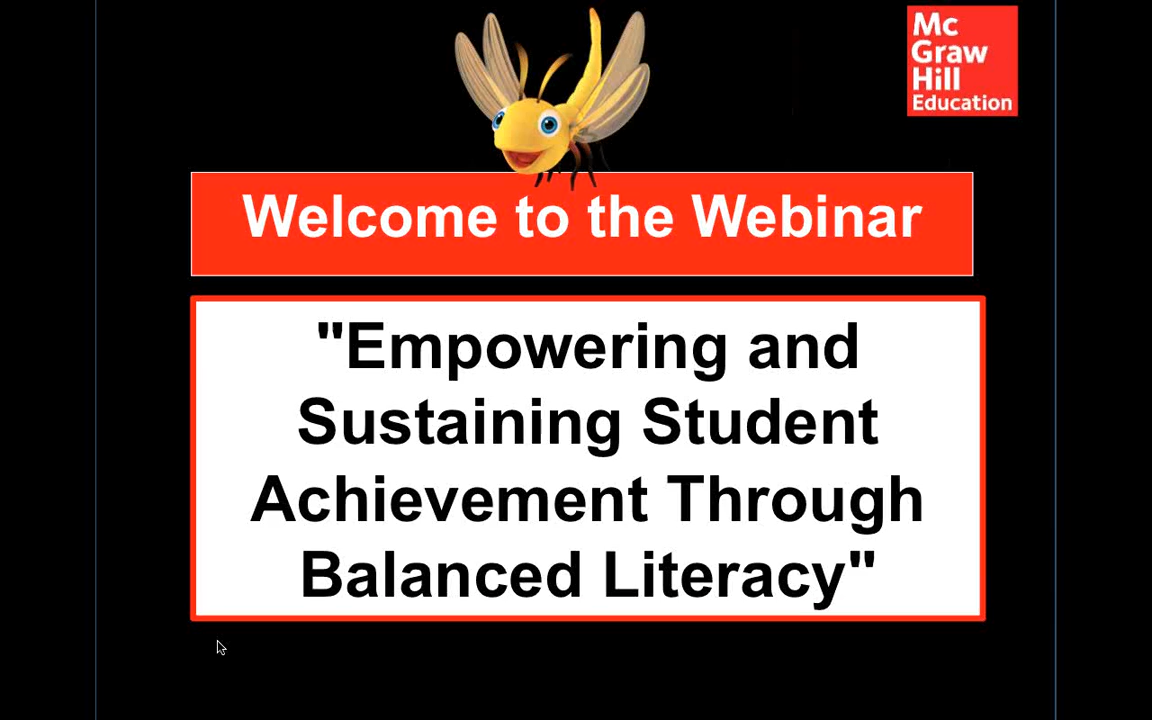 Mc
Graw
Hill
Education
Welcome to the Webinar
"Empowering and
Sustaining Student
Achievement Through
Balanced Literacy"